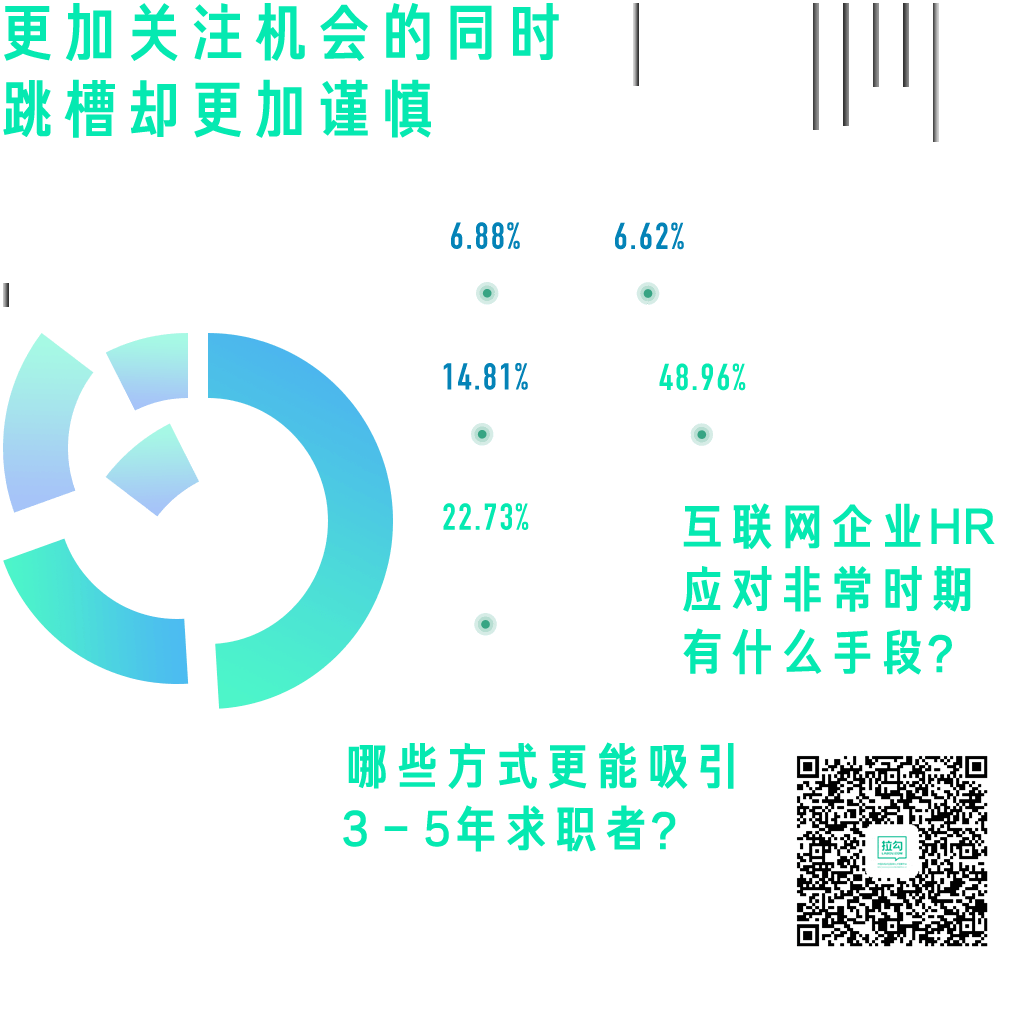 更加关注机会的同时
跳槽却更加谨慎
6.88%
6.62%
14.81%
48.96%
22.73%
互联网企业HR
应对非常时期
有什么手段?
哪些方式更能吸引
3-5年求职者?
拉勾